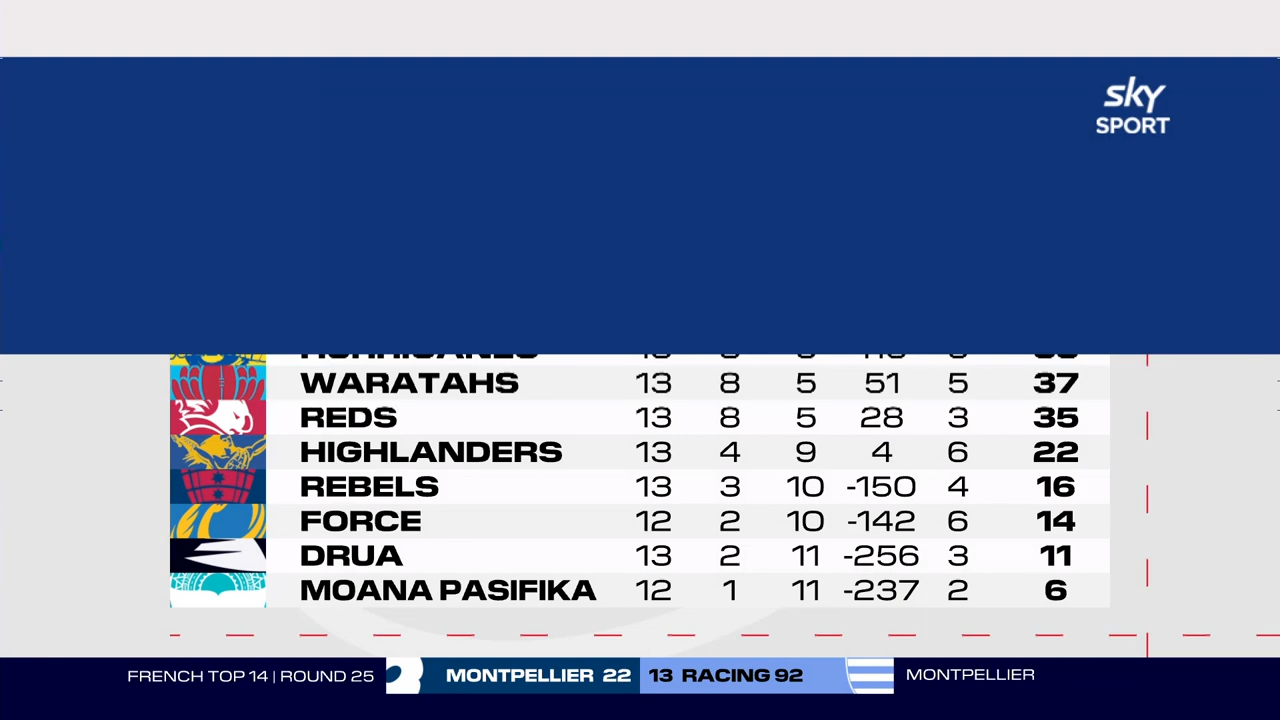 sky
SPORT
HURRICANES
WARATAHS 13 8 5 51 5 37
REDS 13 8 5 28 3 35
HIGHLANDERS 13 4 9 4 6 22
REBELS 13 3 10 -150 4 16
FORCE 12 2 10 -142 6 14
DRUA 13 2 11 -256 3 11
MOANA PASIFIKA 12 1 11 -237 2 6
FRENCH TOP 14 | ROUND 25 MONTPELLIER 22 13 RACING 92 MONTPELLIER